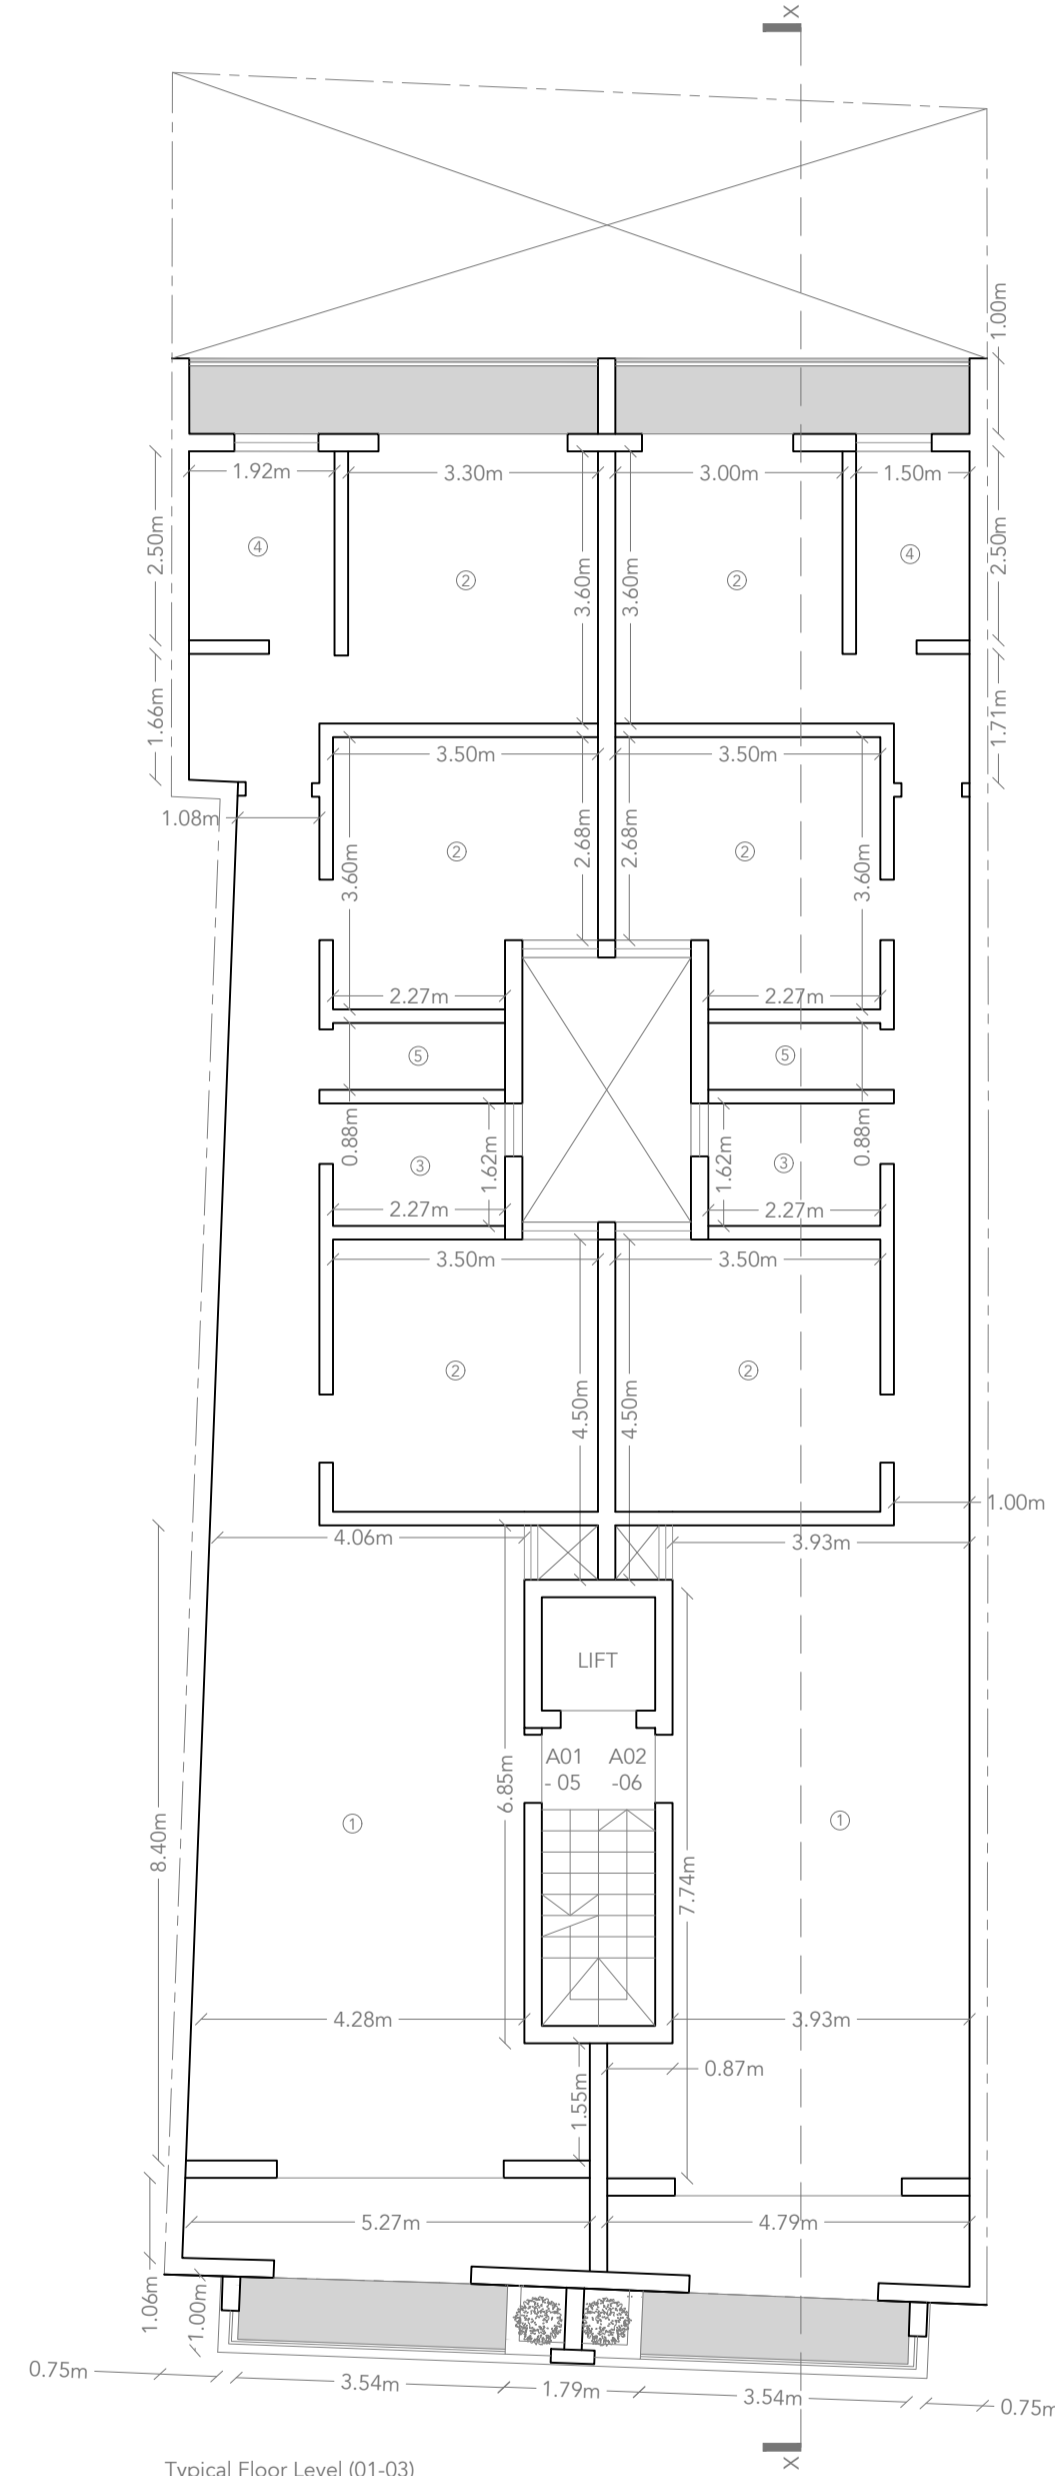 X
1.00m
1.92m
3.30m
3.00m
1.50m
2.50m
④
②
3.60m
3.60m
②
④
2.50m
1.66m
1.71m
3.50m
3.50m
1.08m
3.60m
②
2.68m
2.68m
②
3.60m
2.27m
2.27m
⑤
⑤
0.88m
③
1.62m
1.62m
③
0.88m
2.27m
2.27m
3.50m
3.50m
②
②
4.50m
4.50m
1.00m
4.06m
3.93m
LIFT
A01
- 05
A02
-06
6.85m
①
①
8.40m
7.74m
4.28m
3.93m
0.87m
1.55m
5.27m
4.79m
1.06m
1.00m
0.75m
3.54m
1.79m
3.54m
0.75m
X
Typical Floor Level (01-03)